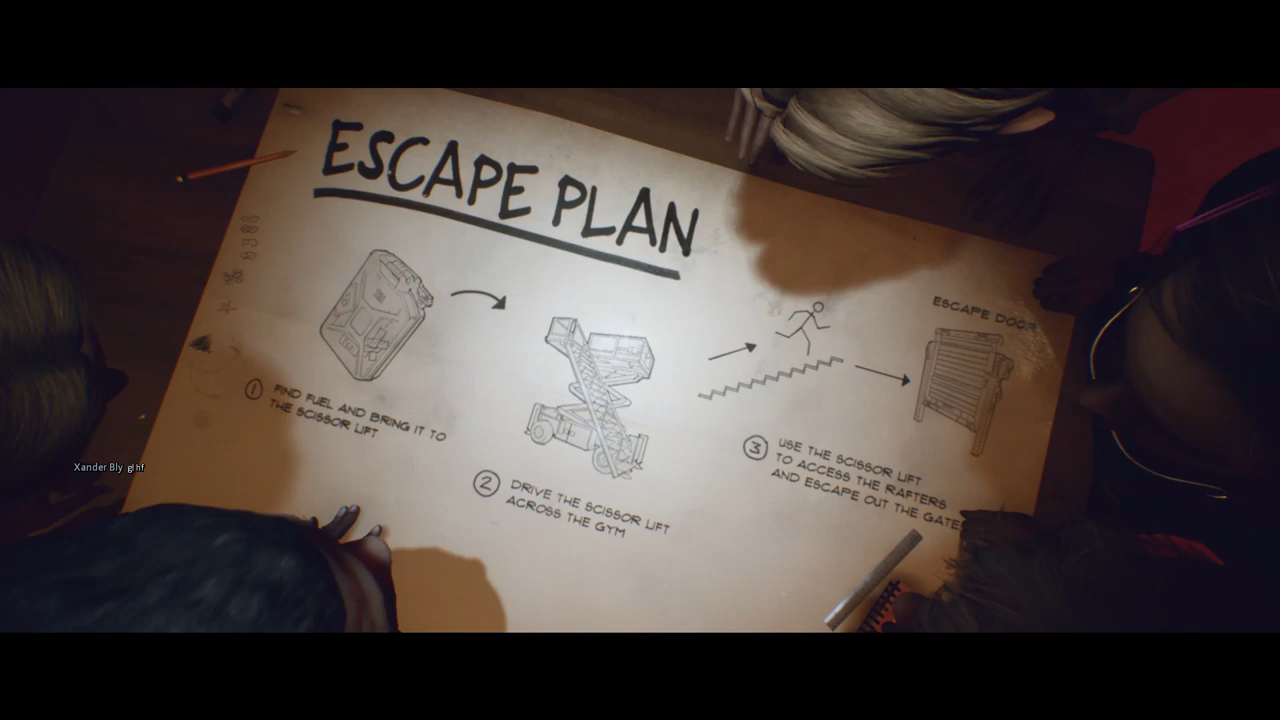 ESCAPE PLAN
ESCAPE DOOR
1 FIND FUEL AND BRING IT TO
THE SCISSOR LIFT
2 DRIVE THE SCISSOR LIFT
ACROSS THE GYM
3 USE THE SCISSOR LIFT
TO ACCESS THE RAFTERS
AND ESCAPE OUT THE GATE
Xander Bly glhf